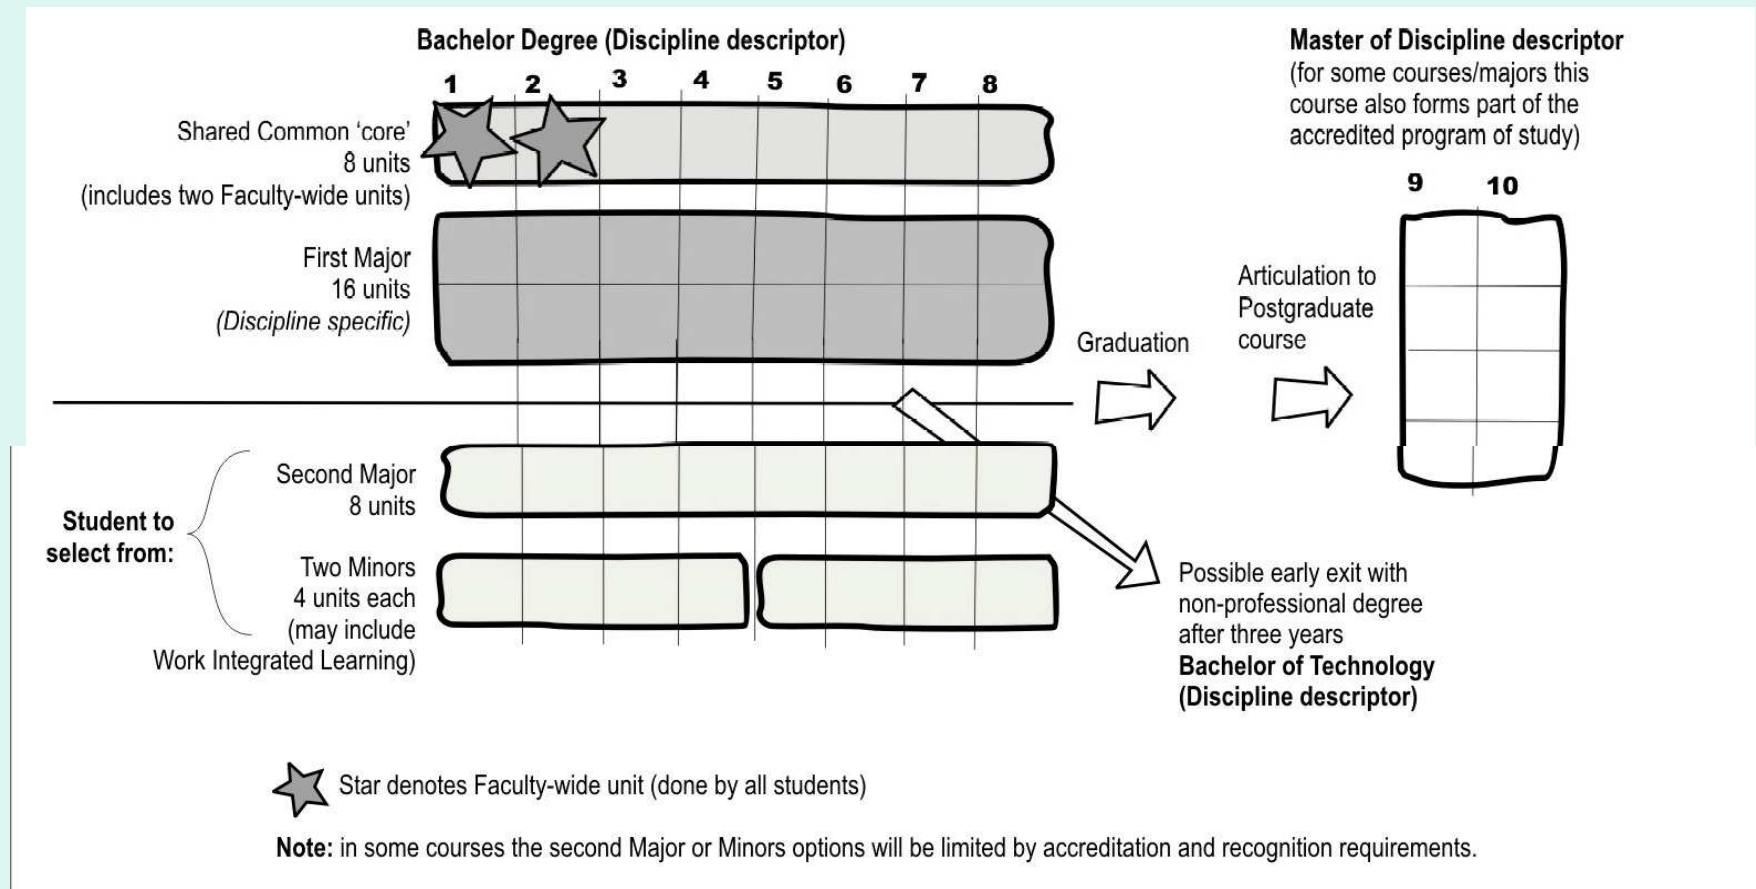 Bachelor Degree (Discipline descriptor)
1 2 3 4 5 6 7 8
Shared Common ‘core’
8 units
(includes two Faculty-wide units)
First Major
16 units
(Discipline specific)
Student to
select from:
Second Major
8 units
Two Minors
4 units each
(may include
Work Integrated Learning)
Graduation
Articulation to
Postgraduate
course
Master of Discipline descriptor
(for some courses/majors this
course also forms part of the
accredited program of study)
9 10
Possible early exit with
non-professional degree
after three years
Bachelor of Technology
(Discipline descriptor)
Star denotes Faculty-wide unit (done by all students)
Note: in some courses the second Major or Minors options will be limited by accreditation and recognition requirements.